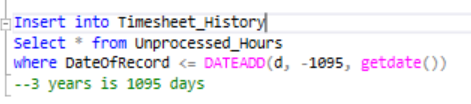 Insert into Timesheet_History
Select * from Unprocessed_Hours
where DateOfRecord <= DATEADD(d, -1095, getdate())
--3 years is 1095 days